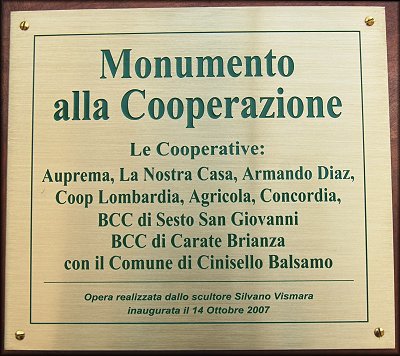 Monumento
alla Cooperazione
Le Cooperative:
Auprema, La Nostra Casa, Armando Diaz,
Coop Lombardia, Agricola, Concordia,
BCC di Sesto San Giovanni
BCC di Carate Brianza
con il Comune di Cinisello Balsamo
Opera realizzata dallo scultore Silvano Vismara
inaugurata il 14 Ottobre 2007